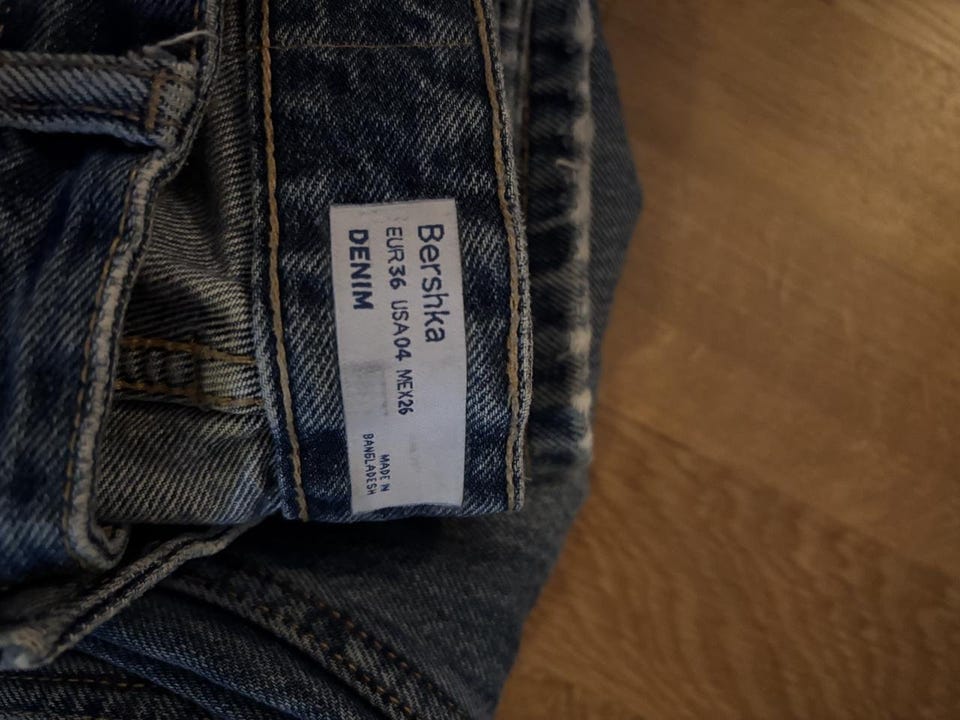 Bershka
EUR36 USA04 MEX26
DENIM
MADE IN
BANGLADESH